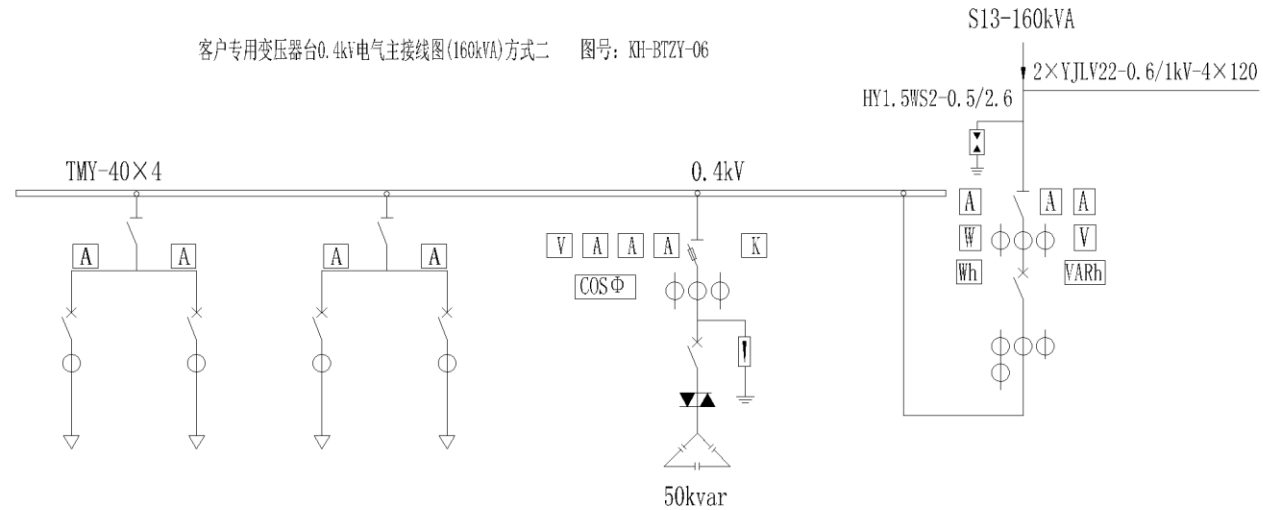 S13-160kVA
客户专用变压器台0.4kV电气主接线图(160kVA)方式二 图号: KH-BTZY-06
2×YJLV22-0.6/1kV-4×120
HY1.5WS2-0.5/2.6
TMY-40×4
0.4kV
A A A
W V
Wh VARh
A A A A
V A A A K
COSΦ
50kvar